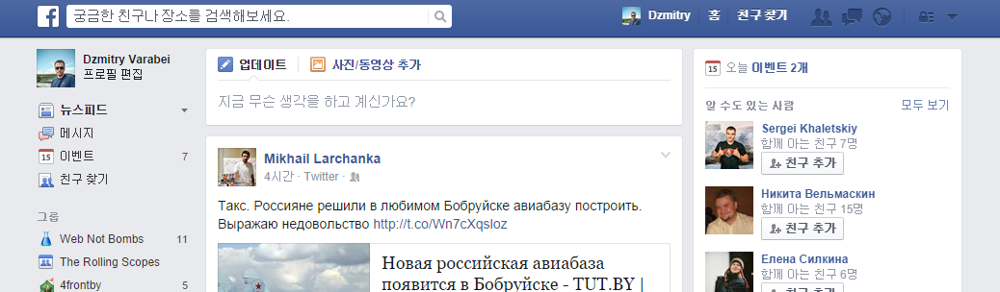 궁금한 친구나 장소를 검색해보세요.
Dzmitry 홈 친구 찾기
Dzmitry Varabei
프로필 편집
뉴스피드
메시지
이벤트 7
친구 찾기
그룹
Web Not Bombs 11
The Rolling Scopes
4frontby 5
업데이트 사진/동영상 추가
지금 무슨 생각을 하고 계신가요?
Mikhail Larchanka
4시간 · Twitter ·
Такс. Россияне решили в любимом Бобруйске авиабазу построить.
Выражаю недовольство http://t.co/Wn7cXqsIoz
Новая российская авиабаза
появится в Бобруйске - TUT.BY |
15 오늘 이벤트 2개
알 수도 있는 사람 모두 보기
Sergei Khaletskiy
함께 아는 친구 7명
친구 추가
Никита Вельмаскин
함께 아는 친구 15명
친구 추가
Елена Силкина
함께 아는 친구 6명
친구 추가